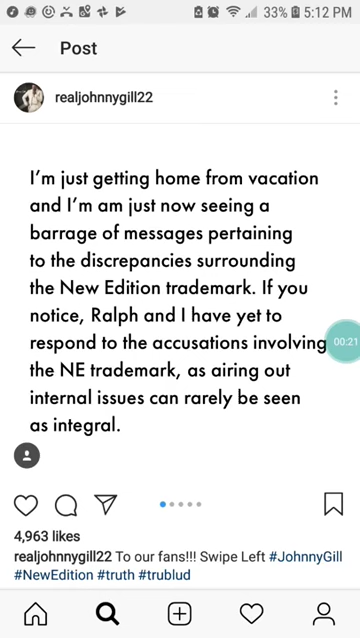 33% 5:12 PM
Post
realjohnnygill22
I'm just getting home from vacation
and I'm am just now seeing a
barrage of messages pertaining
to the discrepancies surrounding
the New Edition trademark. If you
notice, Ralph and I have yet to
respond to the accusations involving
00:21
the NE trademark, as airing out
internal issues can rarely be seen
as integral.
4,963 likes
realjohnnygill22 To our fans!!! Swipe Left #JohnnyGill
#NewEdition #truth #trublud